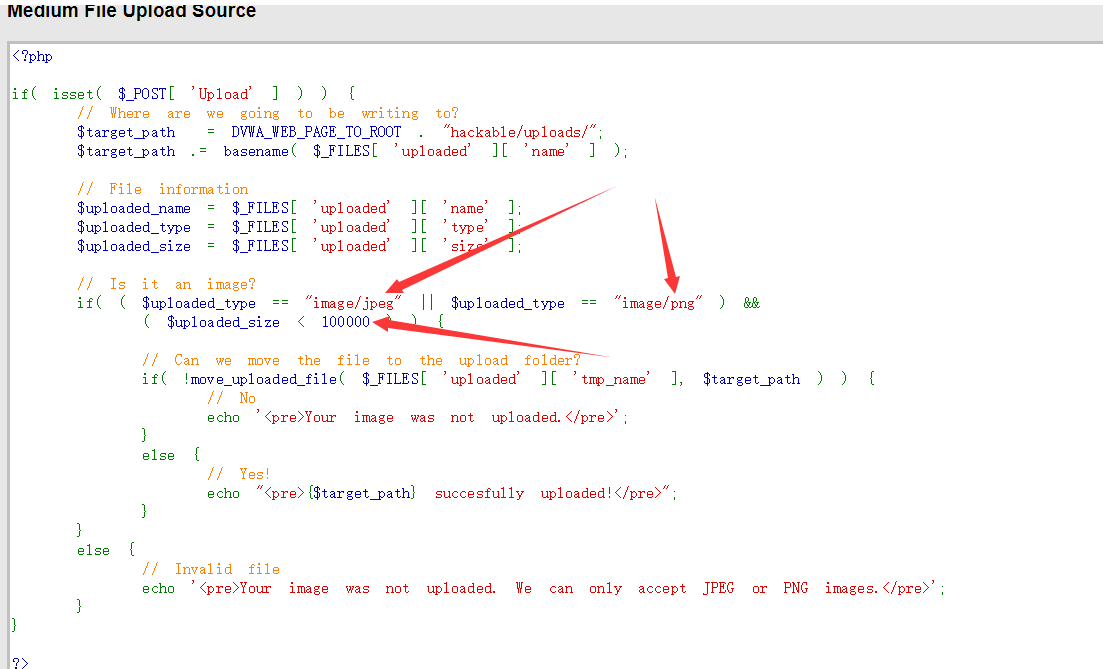 Medium File Upload Source
<?php
if( isset( $_POST[ 'Upload' ] ) ) {
// Where are we going to be writing to?
$target_path = DVWA_WEB_PAGE_TO_ROOT . "hackable/uploads/";
$target_path .= basename( $_FILES[ 'uploaded' ][ 'name' ] );
// File information
$uploaded_name = $_FILES[ 'uploaded' ][ 'name' ];
$uploaded_type = $_FILES[ 'uploaded' ][ 'type' ];
$uploaded_size = $_FILES[ 'uploaded' ][ 'size' ];
// Is it an image?
if( ( $uploaded_type == "image/jpeg" || $uploaded_type == "image/png" ) &&
( $uploaded_size < 100000 ) ) {
// Can we move the file to the upload folder?
if( !move_uploaded_file( $_FILES[ 'uploaded' ][ 'tmp_name' ], $target_path ) ) {
// No
echo '<pre>Your image was not uploaded.</pre>';
}
else {
// Yes!
echo "<pre>{$target_path} succesfully uploaded!</pre>";
}
}
else {
// Invalid file
echo '<pre>Your image was not uploaded. We can only accept JPEG or PNG images.</pre>';
}
}
?>